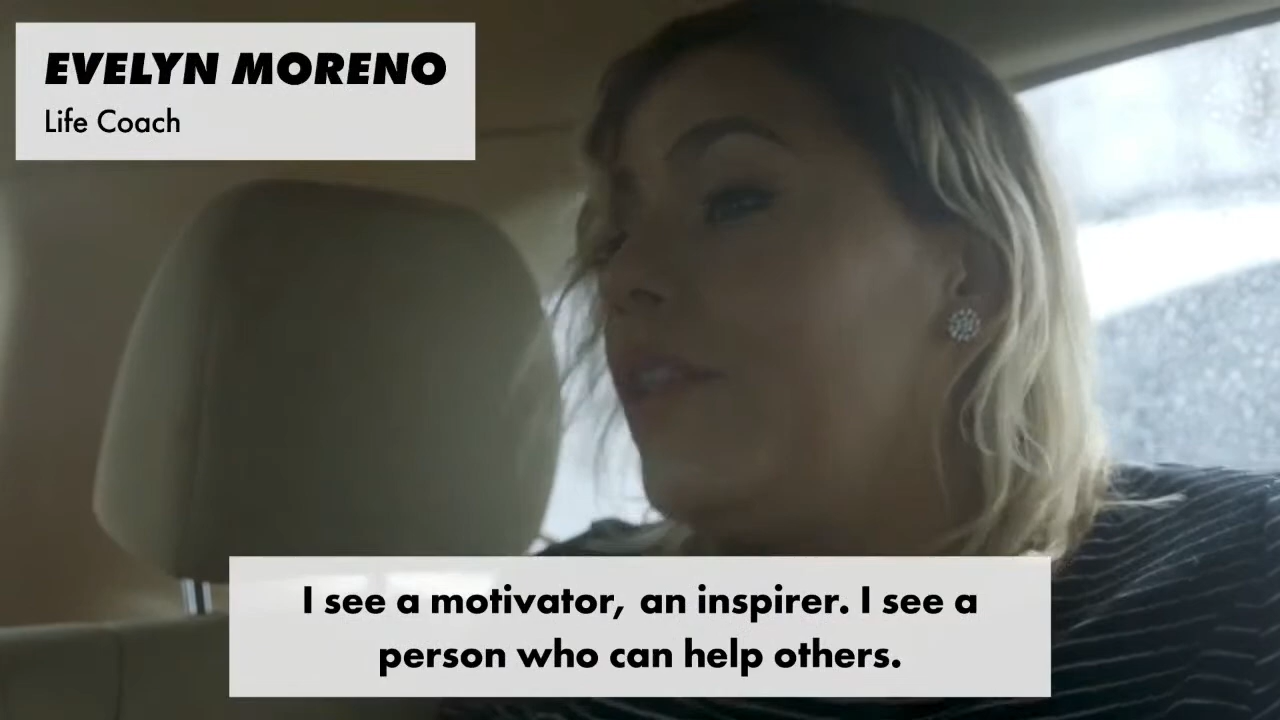 EVELYN MORENO
Life Coach
I see a motivator, an inspirer. I see a
person who can help others.